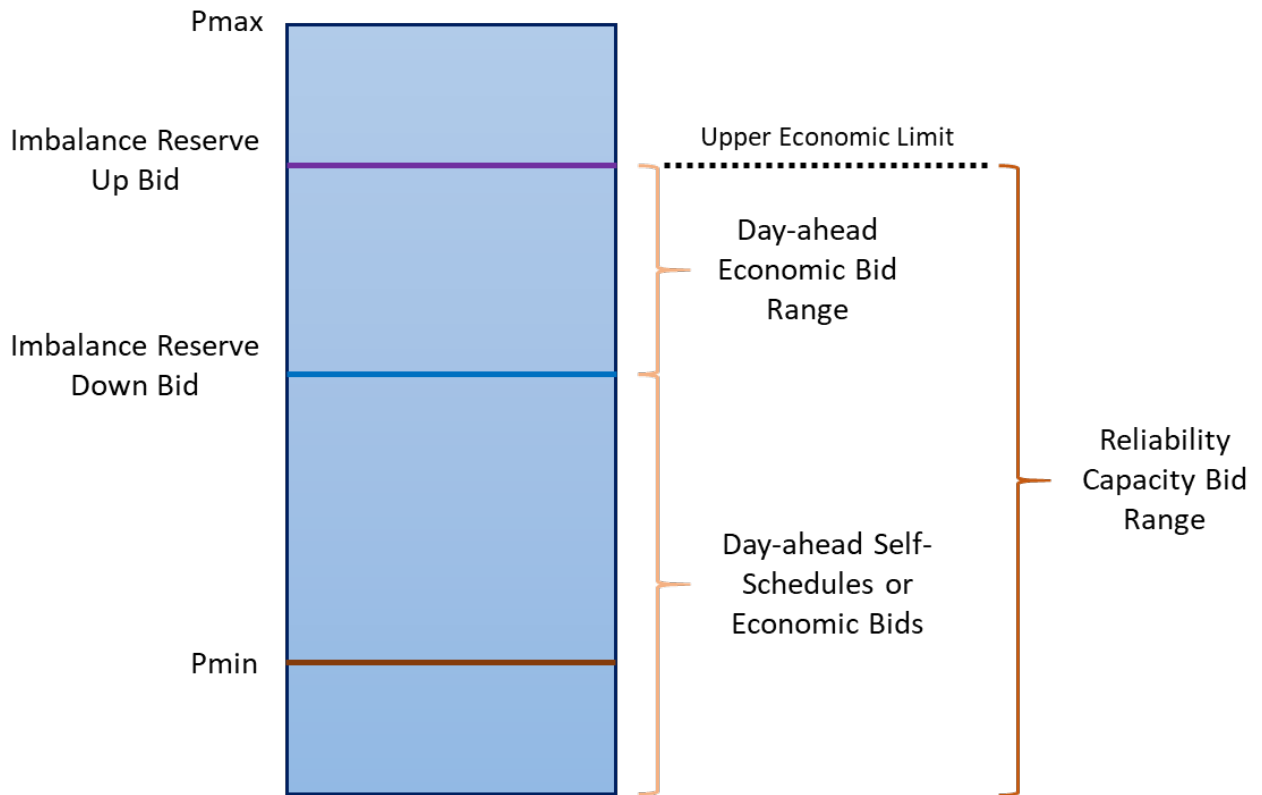 Pmax
Imbalance Reserve
Up Bid
Upper Economic Limit
Day-ahead
Economic Bid
Range
Imbalance Reserve
Down Bid
Reliability
Capacity Bid
Range
Day-ahead Self-
Schedules or
Economic Bids
Pmin